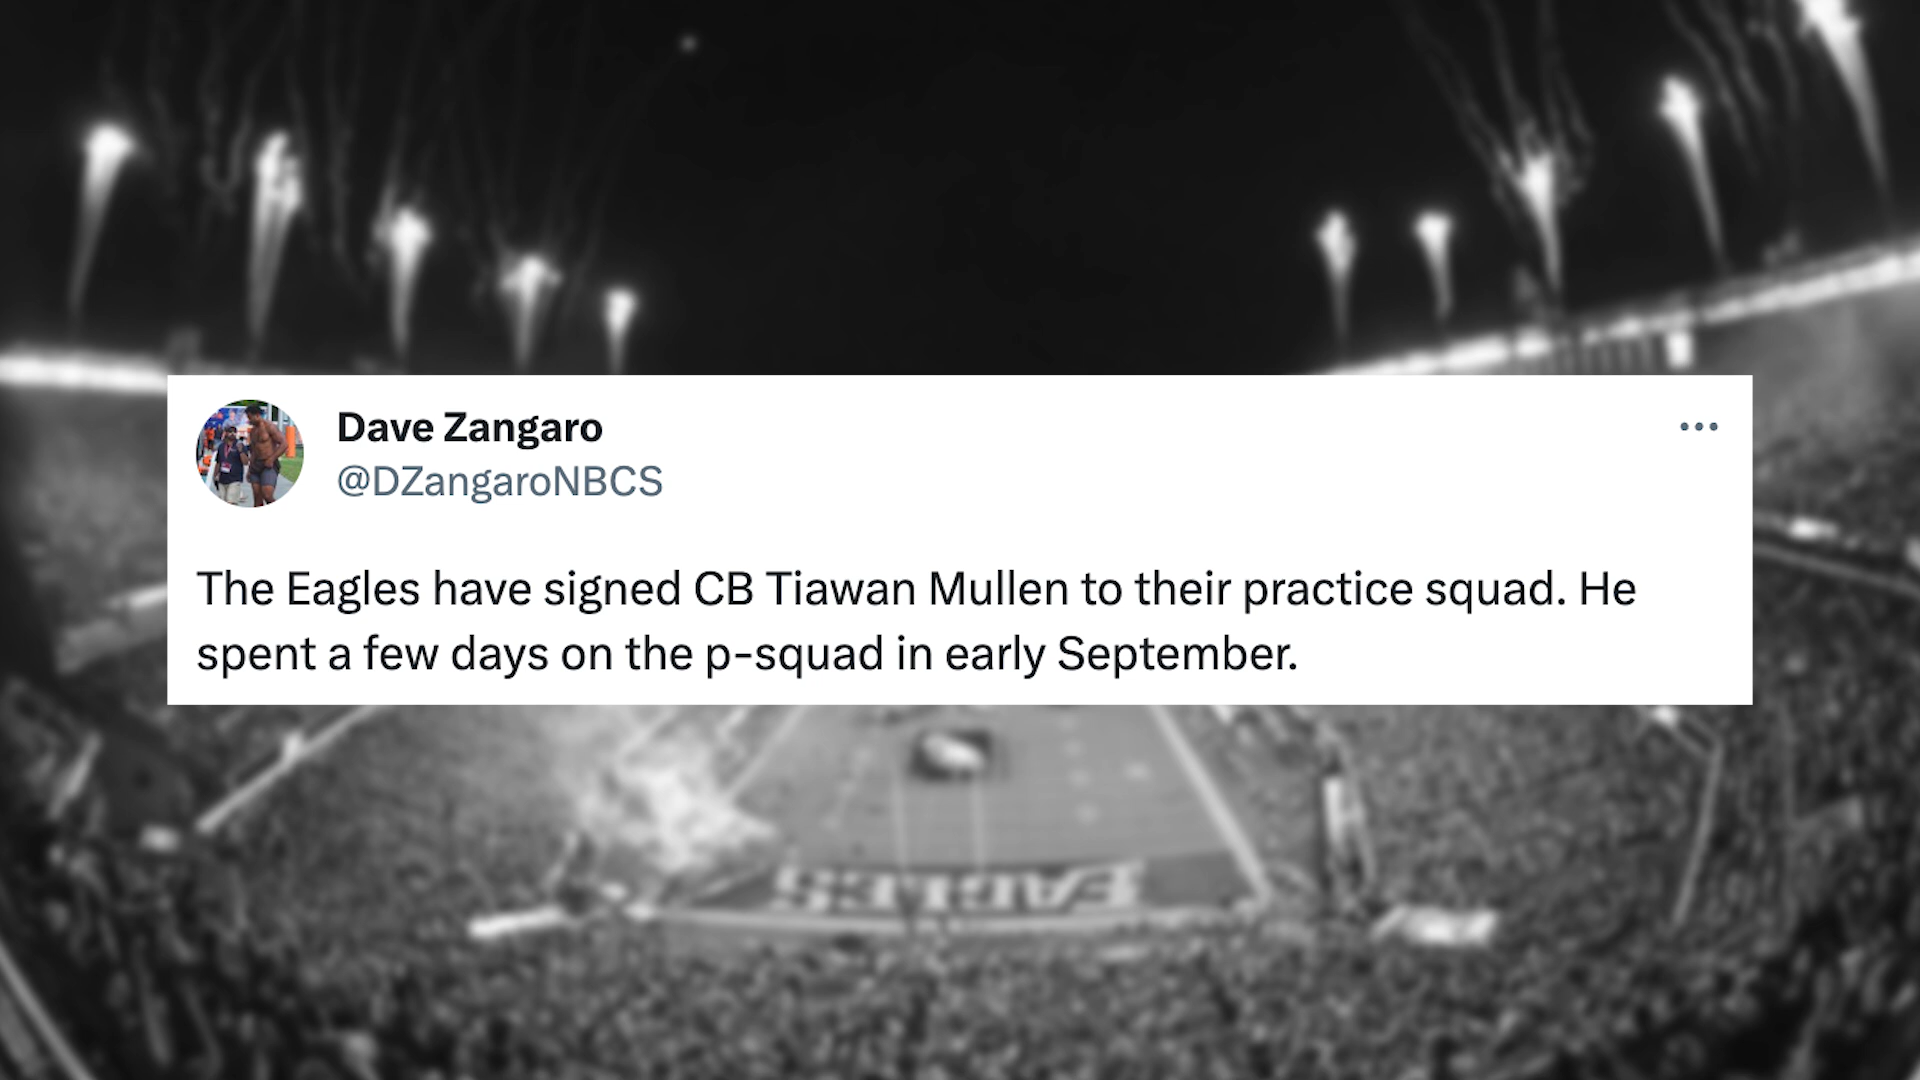 Dave Zangaro
@DZangaroNBCS
The Eagles have signed CB Tiawan Mullen to their practice squad. He
spent a few days on the p-squad in early September.
EAGLES